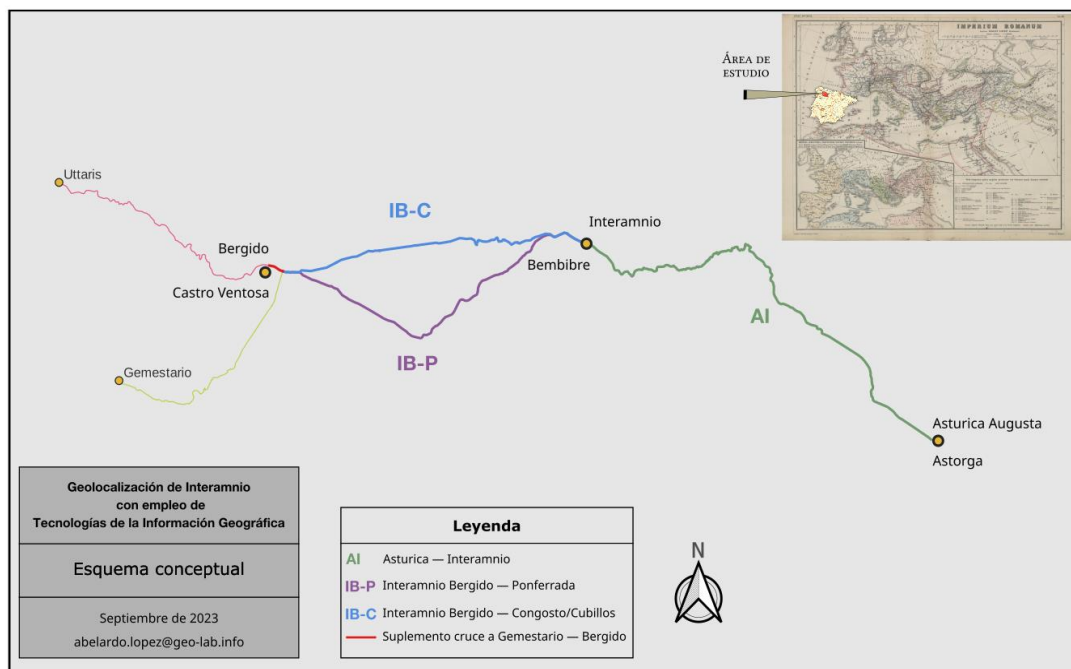 IMPERIUM ROMANUM
ÁREA DE
ESTUDIO
Uttaris
IB-C
Interamnio
Bergido
Bembibre
Castro Ventosa
AI
IB-P
Gemestario
Asturica Augusta
Astorga
Geolocalización de Interamnio
con empleo de
Tecnologías de la Información Geográfica
Esquema conceptual
Septiembre de 2023
abelardo.lopez@geo-lab.info
Leyenda
AI Asturica — Interamnio
IB-P Interamnio Bergido — Ponferrada
IB-C Interamnio Bergido — Congosto/Cubillos
Suplemento cruce a Gemestario — Bergido
N